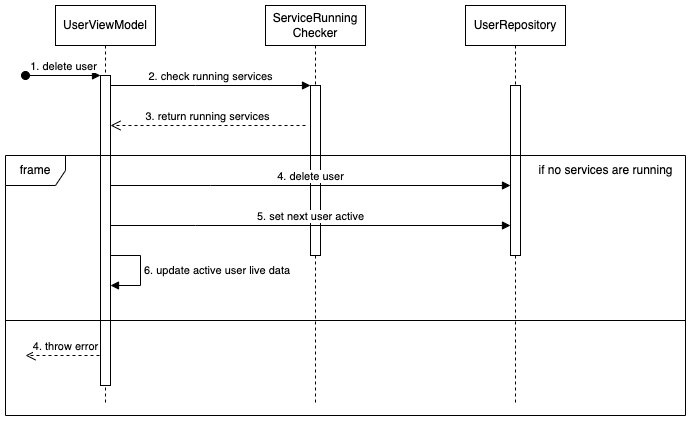 UserViewModel
ServiceRunning
Checker
UserRepository
1. delete user
2. check running services
3. return running services
frame
if no services are running
4. delete user
5. set next user active
6. update active user live data
4. throw error